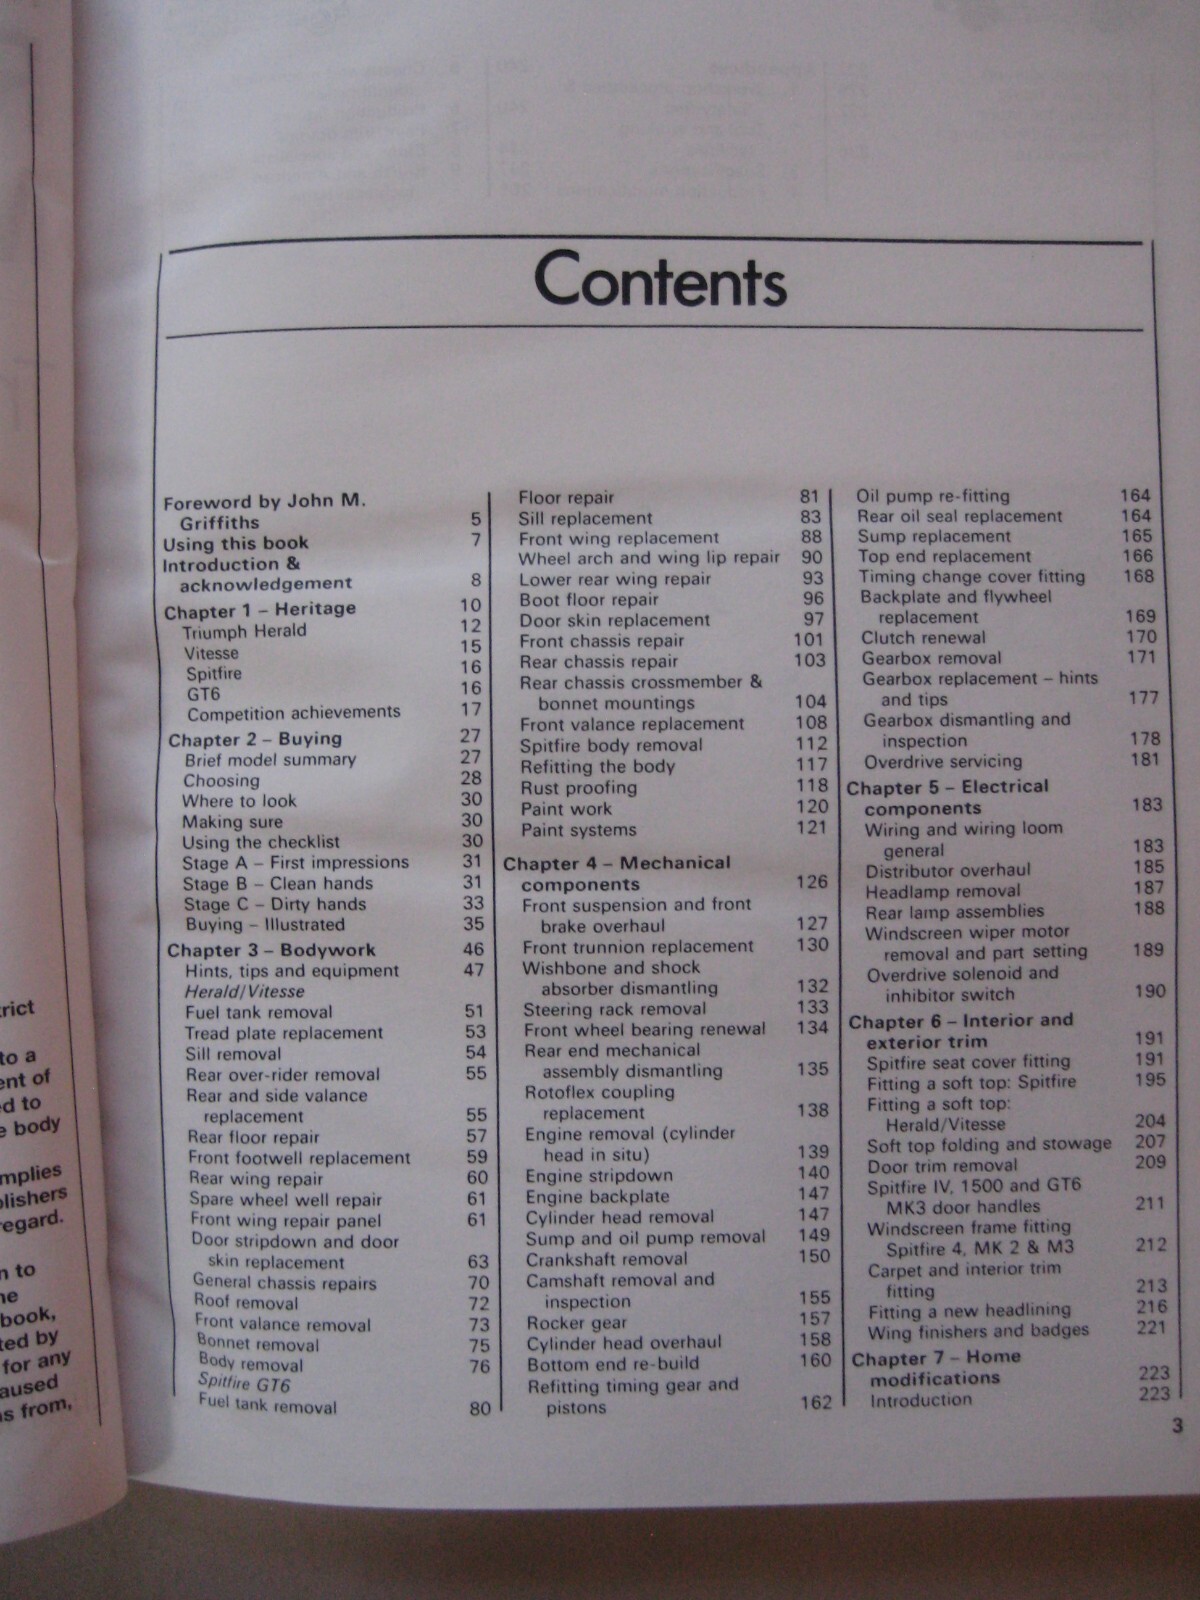 rict
to a
ent of
d to
e body
mplies
lishers
regard.
n to
ne
book,
ted by
for any
aused
s from,
Contents
Foreword by John M.
Griffiths 5
Using this book 7
Introduction &
acknowledgement 8
Chapter 1 – Heritage 10
Triumph Herald 12
Vitesse 15
Spitfire 16
GT6 16
Competition achievements 17
Chapter 2 – Buying 27
Brief model summary 27
Choosing 28
Where to look 30
Making sure 30
Using the checklist 30
Stage A – First impressions 31
Stage B – Clean hands 31
Stage C – Dirty hands 33
Buying – Illustrated 35
Chapter 3 – Bodywork 46
Hints, tips and equipment 47
Herald/Vitesse
Fuel tank removal 51
Tread plate replacement 53
Sill removal 54
Rear over-rider removal 55
Rear and side valance
replacement 55
Rear floor repair 57
Front footwell replacement 59
Rear wing repair 60
Spare wheel well repair 61
Front wing repair panel 61
Door stripdown and door
skin replacement 63
General chassis repairs 70
Roof removal 72
Front valance removal 73
Bonnet removal 75
Body removal 76
Spitfire GT6
Fuel tank removal 80
Floor repair 81
Sill replacement 83
Front wing replacement 88
Wheel arch and wing lip repair 90
Lower rear wing repair 93
Boot floor repair 96
Door skin replacement 97
Front chassis repair 101
Rear chassis repair 103
Rear chassis crossmember &
bonnet mountings 104
Front valance replacement 108
Spitfire body removal 112
Refitting the body 117
Rust proofing 118
Paint work 120
Paint systems 121
Chapter 4 – Mechanical
components 126
Front suspension and front
brake overhaul 127
Front trunnion replacement 130
Wishbone and shock
absorber dismantling 132
Steering rack removal 133
Front wheel bearing renewal 134
Rear end mechanical
assembly dismantling 135
Rotoflex coupling
replacement 138
Engine removal (cylinder
head in situ) 139
Engine stripdown 140
Engine backplate 147
Cylinder head removal 147
Sump and oil pump removal 149
Crankshaft removal 150
Camshaft removal and
inspection 155
Rocker gear 157
Cylinder head overhaul 158
Bottom end re-build 160
Refitting timing gear and
pistons 162
Oil pump re-fitting 164
Rear oil seal replacement 164
Sump replacement 165
Top end replacement 166
Timing change cover fitting 168
Backplate and flywheel
replacement 169
Clutch renewal 170
Gearbox removal 171
Gearbox replacement – hints
and tips 177
Gearbox dismantling and
inspection 178
Overdrive servicing 181
Chapter 5 – Electrical
components 183
Wiring and wiring loom
general 183
Distributor overhaul 185
Headlamp removal 187
Rear lamp assemblies 188
Windscreen wiper motor
removal and part setting 189
Overdrive solenoid and
inhibitor switch 190
Chapter 6 – Interior and
exterior trim 191
Spitfire seat cover fitting 191
Fitting a soft top: Spitfire 195
Fitting a soft top:
Herald/Vitesse 204
Soft top folding and stowage 207
Door trim removal 209
Spitfire IV, 1500 and GT6
MK3 door handles 211
Windscreen frame fitting
Spitfire 4, MK 2 & M3 212
Carpet and interior trim
fitting 213
Fitting a new headlining 216
Wing finishers and badges 221
Chapter 7 – Home
modifications 223
Introduction 223
3